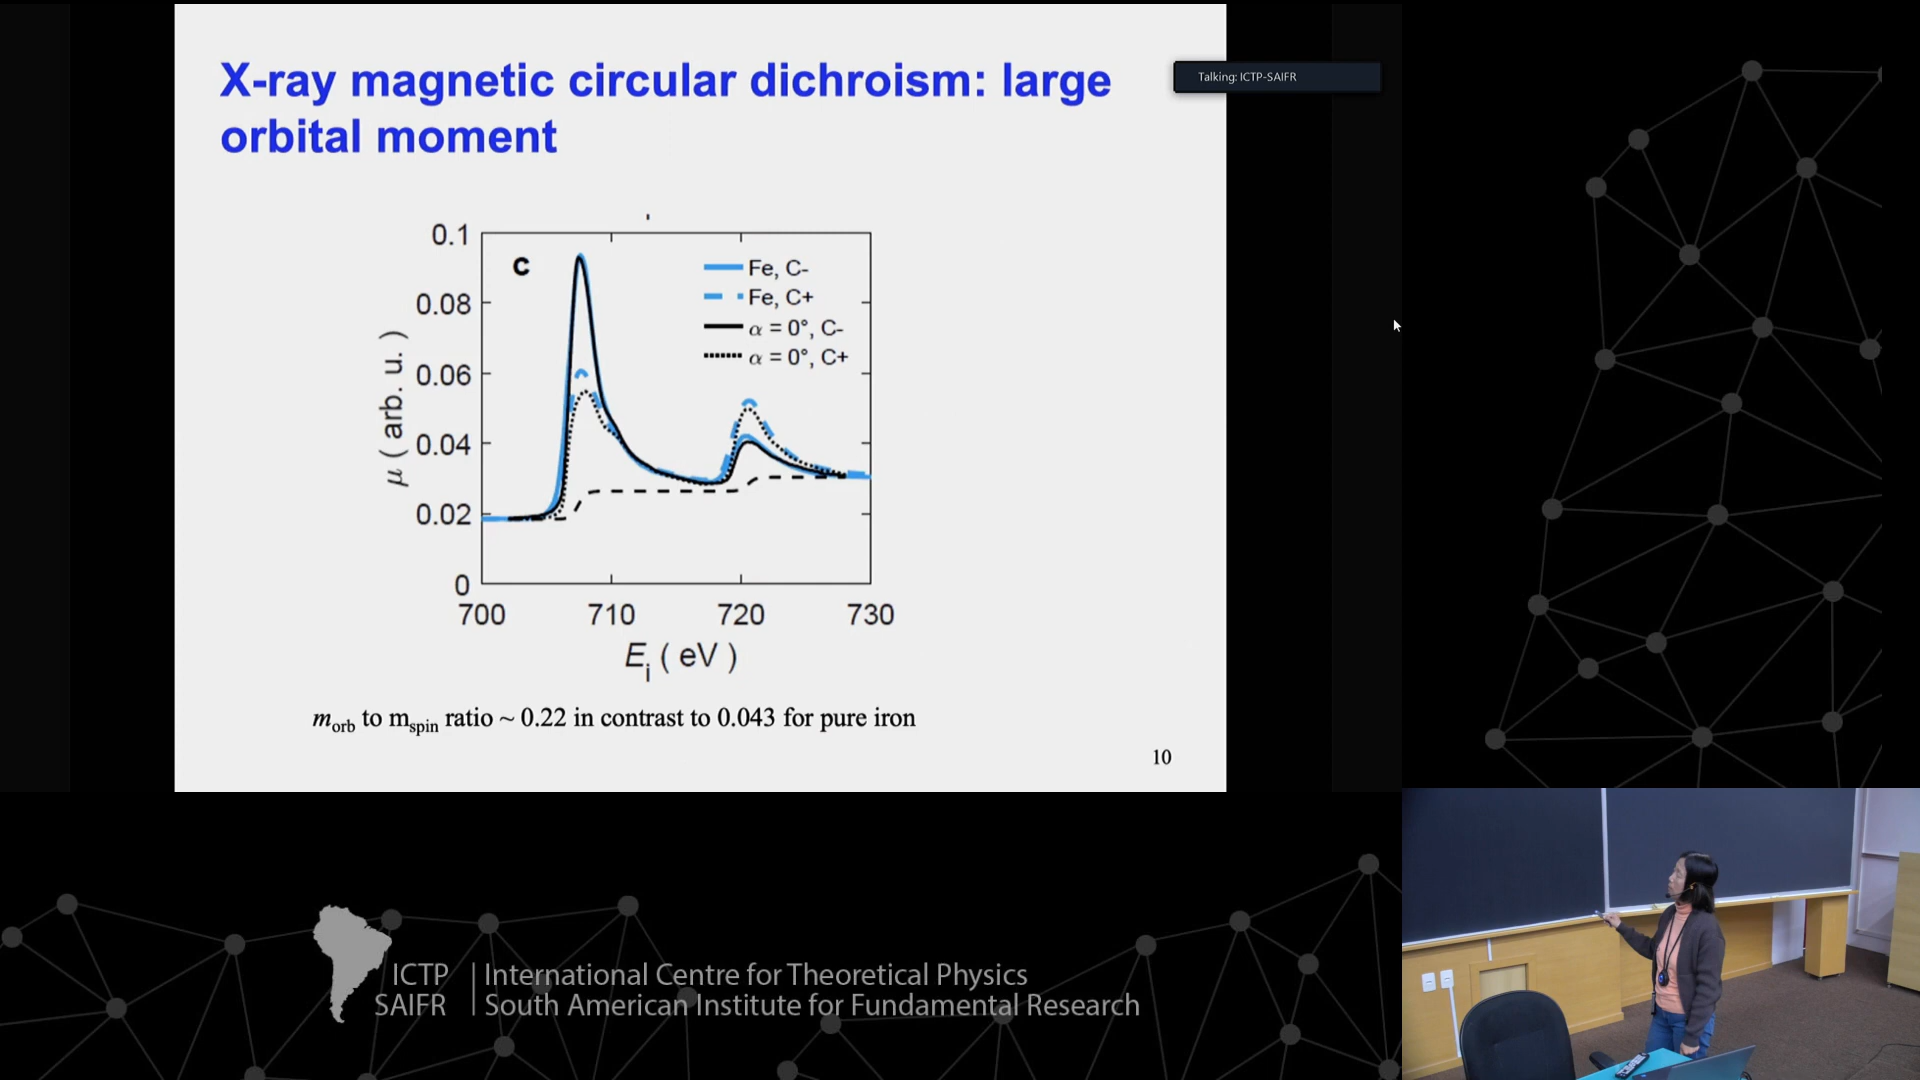 X-ray magnetic circular dichroism: large
orbital moment
Talking: ICTP-SAIFR
c
Fe, C-
Fe, C+
α = 0°, C-
α = 0°, C+
0.1
0.08
0.06
0.04
0.02
0
μ ( arb. u. )
700 710 720 730
Ei ( eV )
morb to mspin ratio ~ 0.22 in contrast to 0.043 for pure iron
10
ICTP | International Centre for Theoretical Physics
SAIFR | South American Institute for Fundamental Research